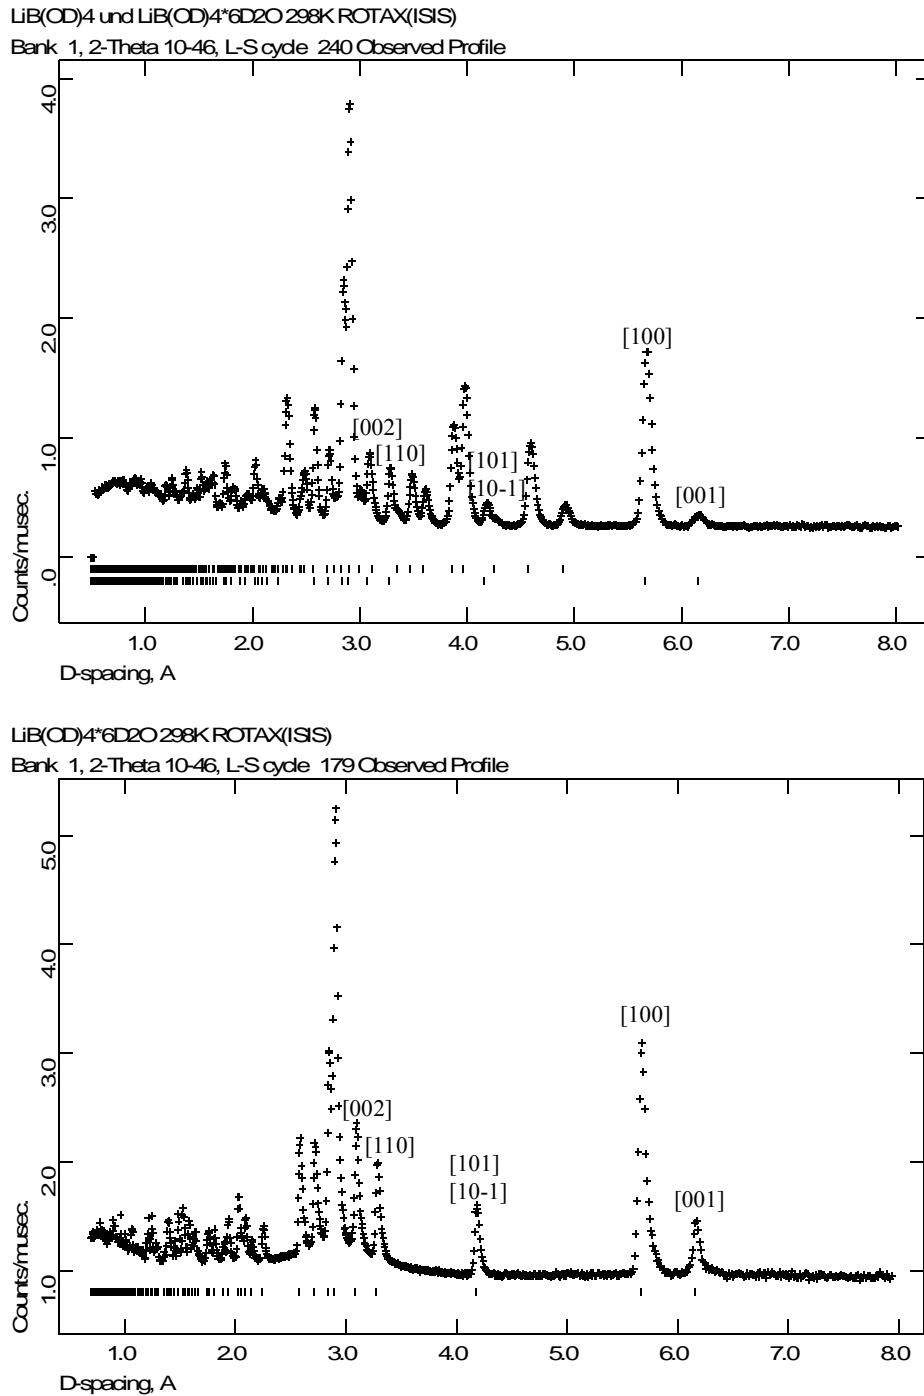 LiB(OD)4 und LiB(OD)4*6D2O 298K ROTAX(ISIS)
Bank 1, 2-Theta 10-46, L-S cycle 240 Observed Profile
Counts/musec.
4.0
3.0
2.0
1.0
.0
[002]
[110]
[101]
[10-1]
[100]
[001]
1.0 2.0 3.0 4.0 5.0 6.0 7.0 8.0
D-spacing, A
LiB(OD)4*6D2O 298K ROTAX(ISIS)
Bank 1, 2-Theta 10-46, L-S cycle 179 Observed Profile
Counts/musec.
5.0
4.0
3.0
2.0
1.0
[002]
[110]
[101]
[10-1]
[100]
[001]
1.0 2.0 3.0 4.0 5.0 6.0 7.0 8.0
D-spacing, A